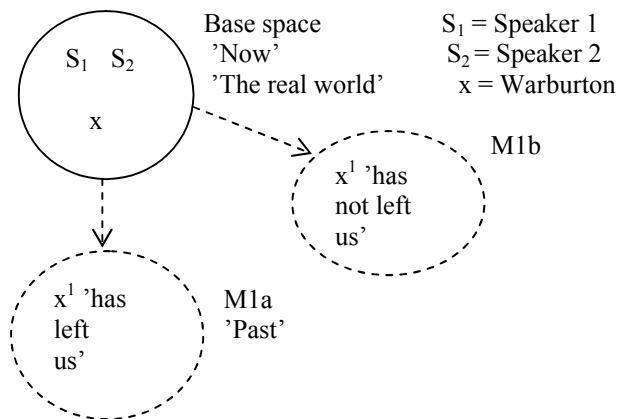 Base space
'Now'
'The real world'
S₁ = Speaker 1
S₂ = Speaker 2
x = Warburton
S₁ S₂
x
M1b
x¹ 'has
not left
us'
M1a
'Past'
x¹ 'has
left
us'